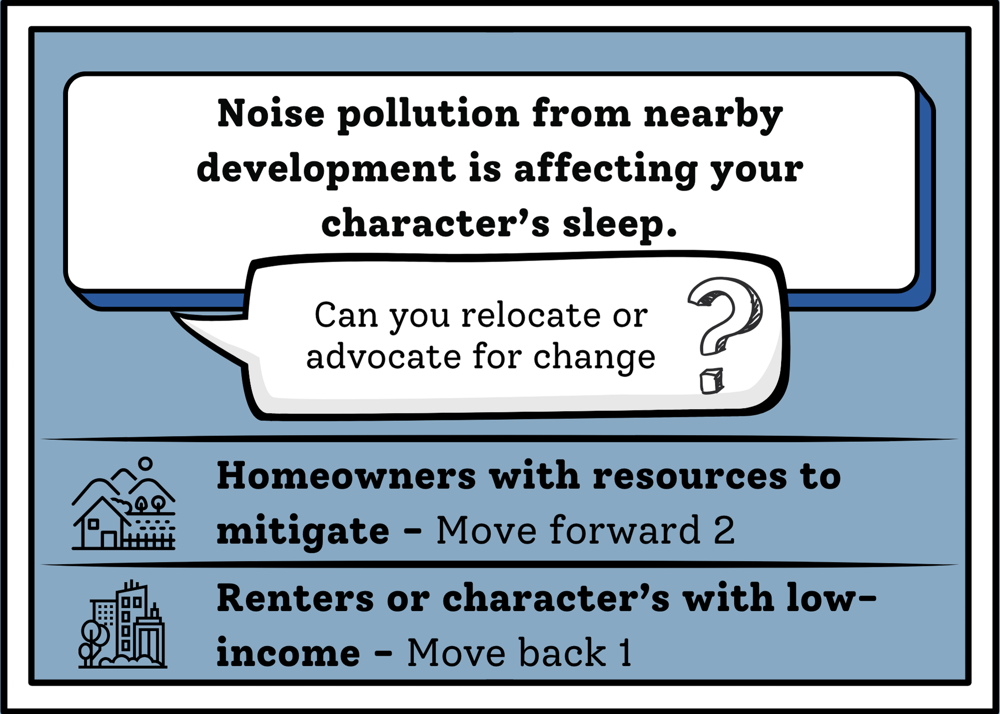 Noise pollution from nearby
development is affecting your
character’s sleep.
Can you relocate or
advocate for change
?
Homeowners with resources to
mitigate – Move forward 2
Renters or character’s with low-
income – Move back 1